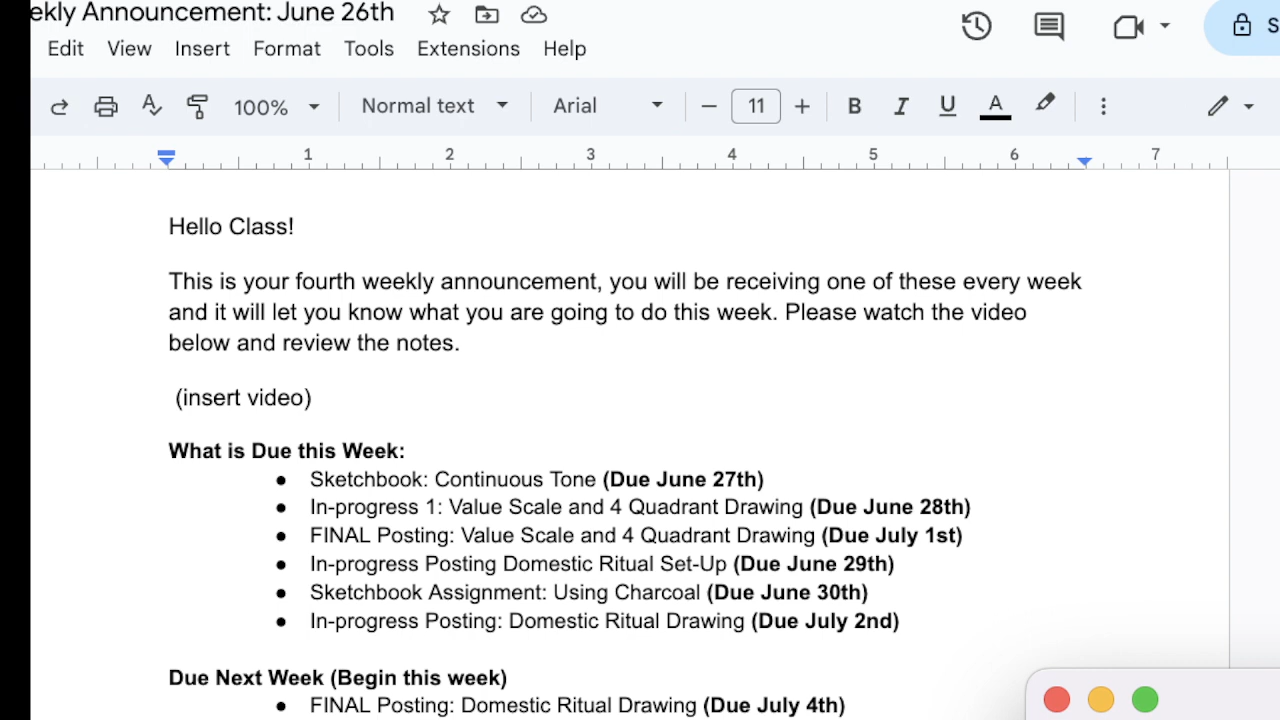 ekly Announcement: June 26th
Edit View Insert Format Tools Extensions Help
100% Normal text Arial 11 B I U A
1 2 3 4 5 6 7
Hello Class!
This is your fourth weekly announcement, you will be receiving one of these every week
and it will let you know what you are going to do this week. Please watch the video
below and review the notes.
(insert video)
What is Due this Week:
● Sketchbook: Continuous Tone (Due June 27th)
● In-progress 1: Value Scale and 4 Quadrant Drawing (Due June 28th)
● FINAL Posting: Value Scale and 4 Quadrant Drawing (Due July 1st)
● In-progress Posting Domestic Ritual Set-Up (Due June 29th)
● Sketchbook Assignment: Using Charcoal (Due June 30th)
● In-progress Posting: Domestic Ritual Drawing (Due July 2nd)
Due Next Week (Begin this week)
● FINAL Posting: Domestic Ritual Drawing (Due July 4th)